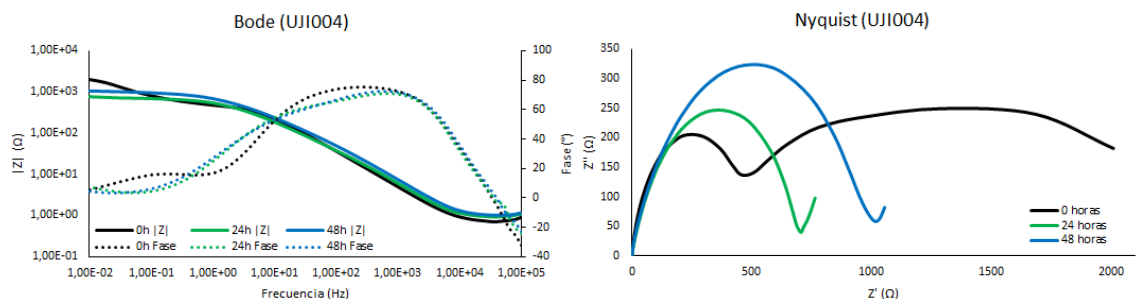 Bode (UJI004)
1,00E+04
1,00E+03
1,00E+02
1,00E+01
1,00E+00
1,00E-01
|Z| (Ω)
100
80
60
40
20
0
-20
-40
Fase (°)
0h |Z|
24h |Z|
48h |Z|
0h Fase
24h Fase
48h Fase
1,00E-02
1,00E-01
1,00E+00
1,00E+01
1,00E+02
1,00E+03
1,00E+04
1,00E+05
Frecuencia (Hz)
Nyquist (UJI004)
350
300
250
200
150
100
50
0
Z'' (Ω)
0 horas
24 horas
48 horas
0
500
1000
1500
2000
Z' (Ω)